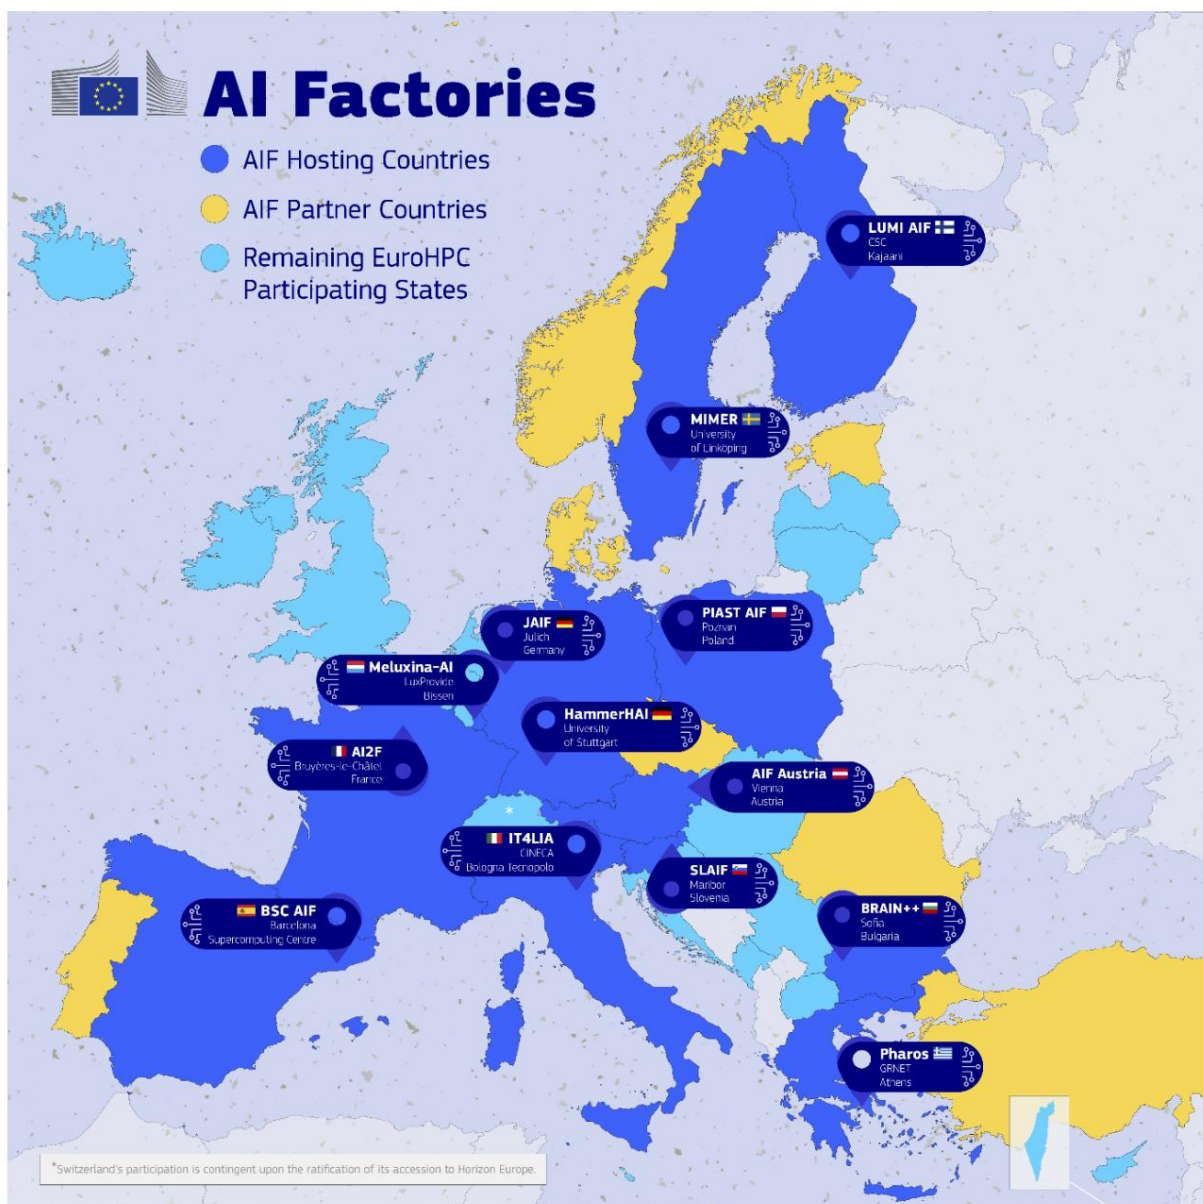 AI Factories
AIF Hosting Countries
AIF Partner Countries
Remaining EuroHPC
Participating States
LUMI AIF
CSC
Kajaani
MIMER
University
of Linköping
JAIF
Julich
Germany
PIAST AIF
Poznan
Poland
Meluxina-AI
LuxProvide
Bissen
HammerHAI
University
of Stuttgart
AI2F
Bruyères-le-Châtel
France
AIF Austria
Vienna
Austria
*
IT4LIA
CINECA
Bologna Tecnopolo
SLAIF
Maribor
Slovenia
BSC AIF
Barcelona
Supercomputing Centre
BRAIN++
Sofia
Bulgaria
Pharos
GRNET
Athens
*Switzerland's participation is contingent upon the ratification of its accession to Horizon Europe.